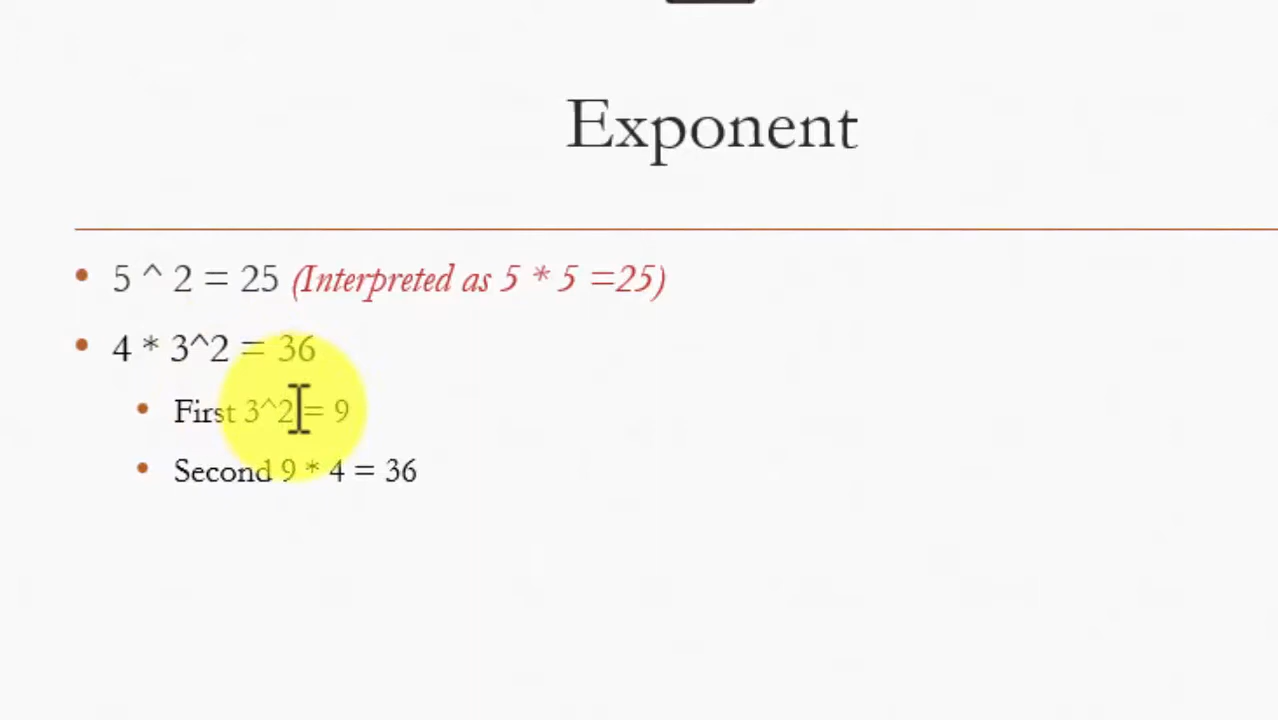 Exponent
5 ^ 2 = 25 (Interpreted as 5 * 5 =25)
4 * 3^2 = 36
First 3^2 = 9
Second 9 * 4 = 36